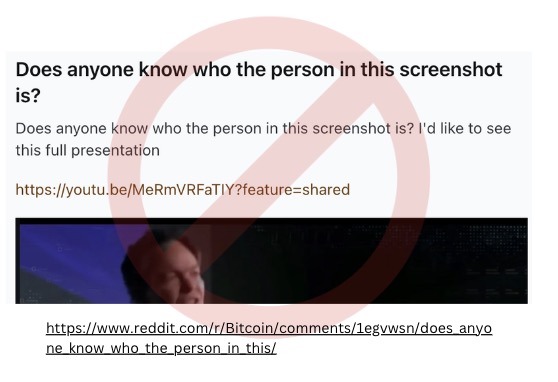 Does anyone know who the person in this screenshot
is?
Does anyone know who the person in this screenshot is? I'd like to see
this full presentation
https://youtu.be/MeRmVRFaTIY?feature=shared
https://www.reddit.com/r/Bitcoin/comments/1egvwsn/does_anyo
ne_know_who_the_person_in_this/